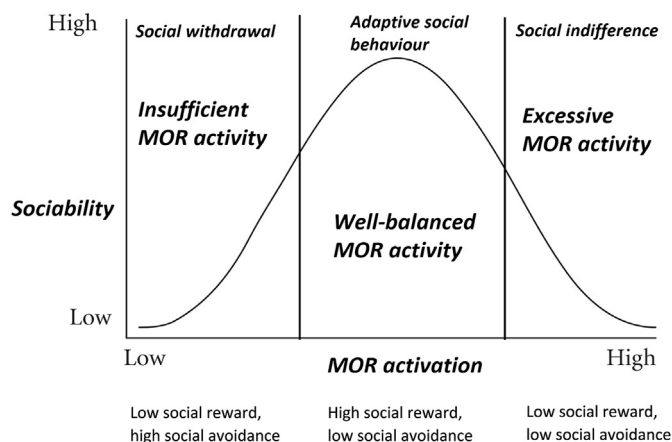 High
Social withdrawal
Adaptive social
behaviour
Social indifference
Insufficient
MOR activity
Excessive
MOR activity
Sociability
Well-balanced
MOR activity
Low
Low
MOR activation
High
Low social reward,
high social avoidance
High social reward,
low social avoidance
Low social reward,
low social avoidance